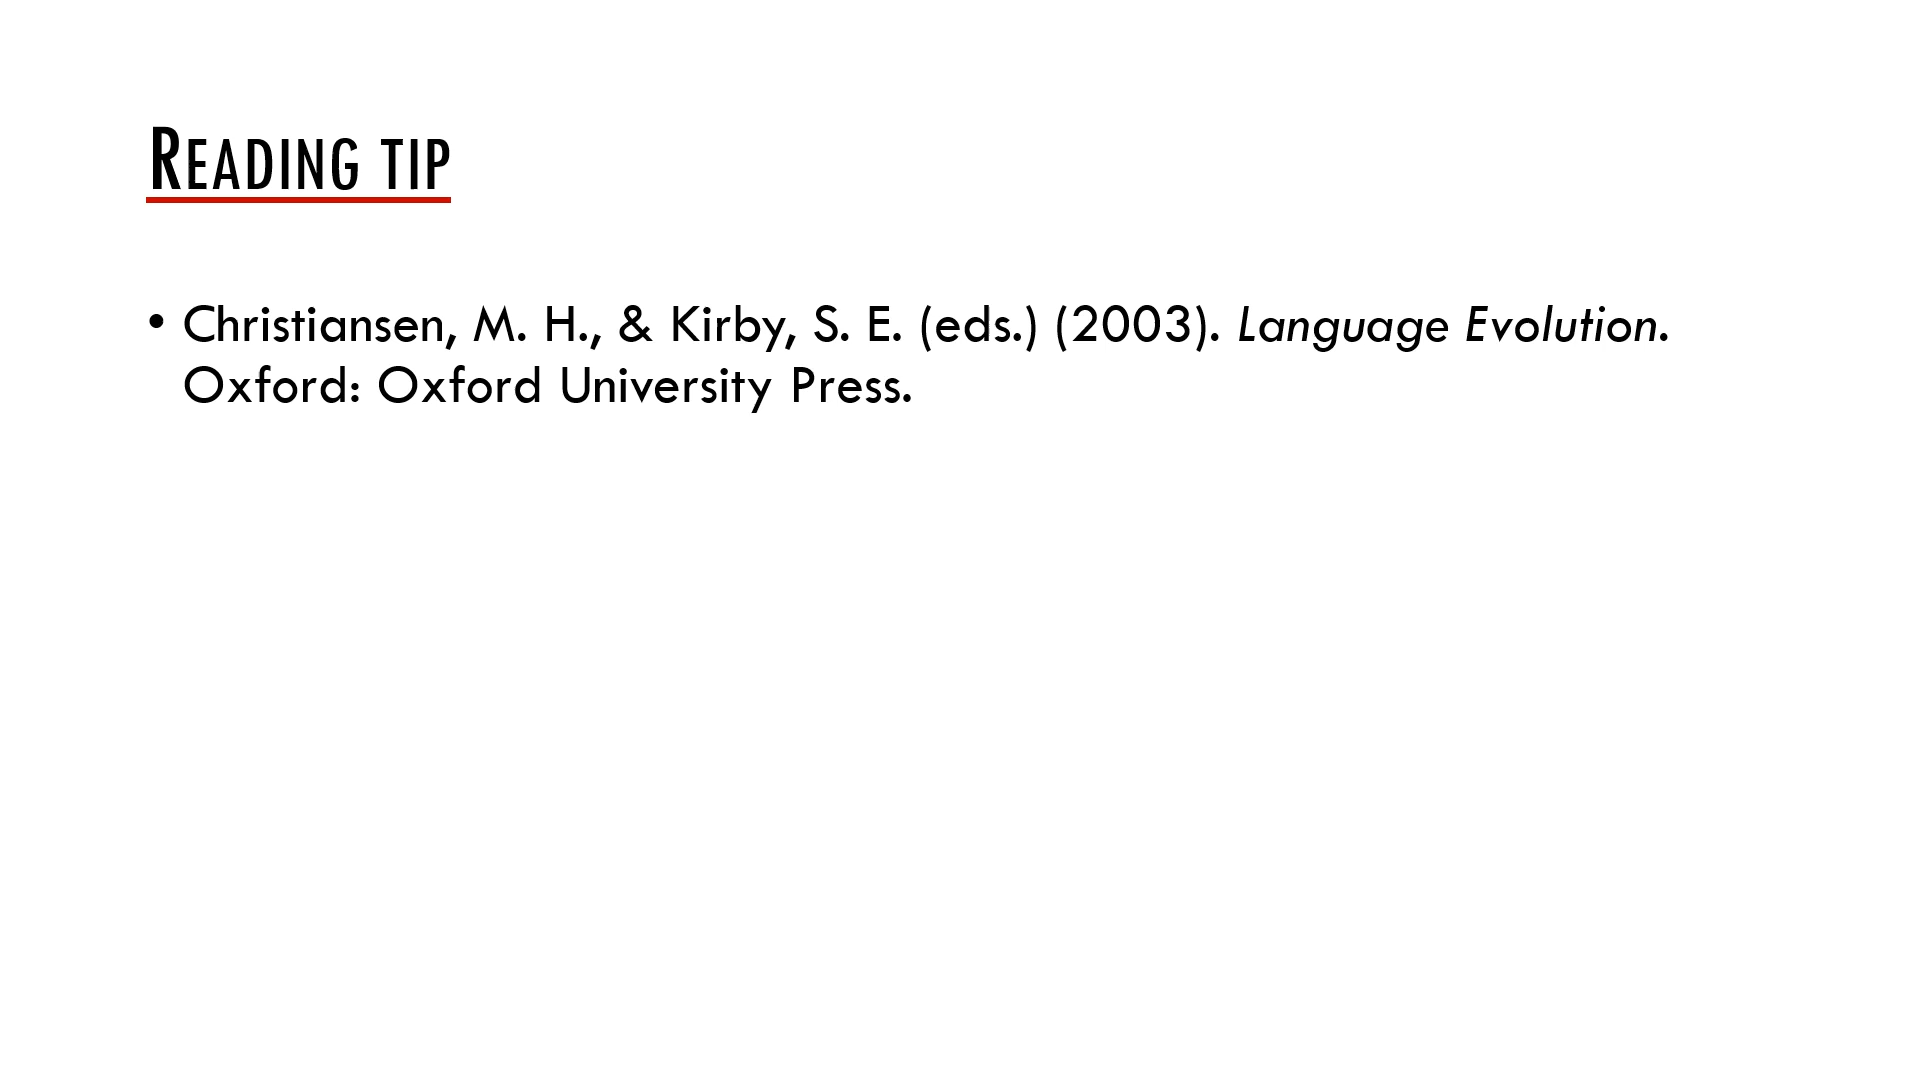 Reading tip
• Christiansen, M. H., & Kirby, S. E. (eds.) (2003). Language Evolution.
Oxford: Oxford University Press.